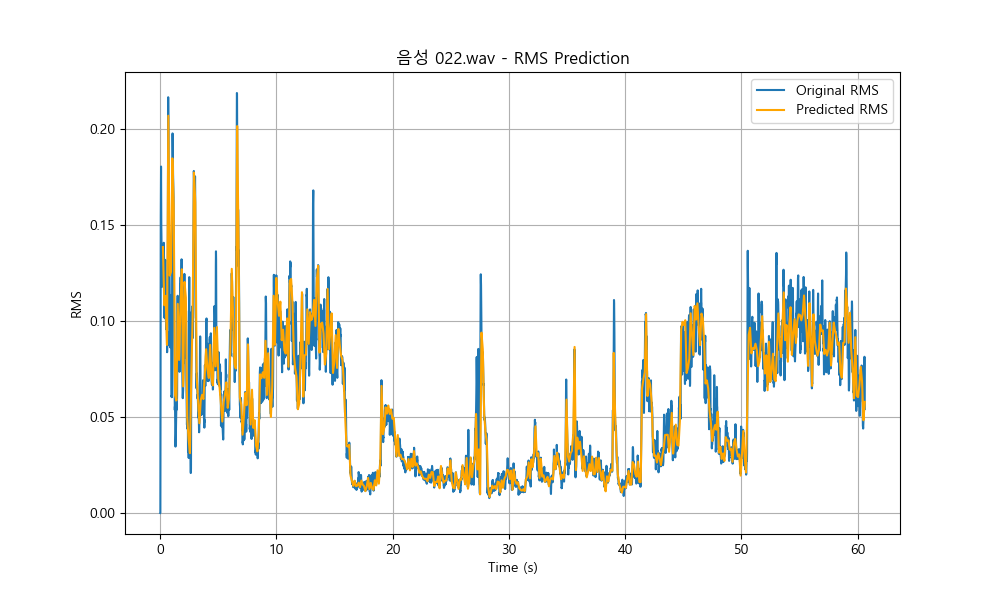 음성 022.wav - RMS Prediction
Original RMS
Predicted RMS
RMS
0.20
0.15
0.10
0.05
0.00
0 10 20 30 40 50 60
Time (s)